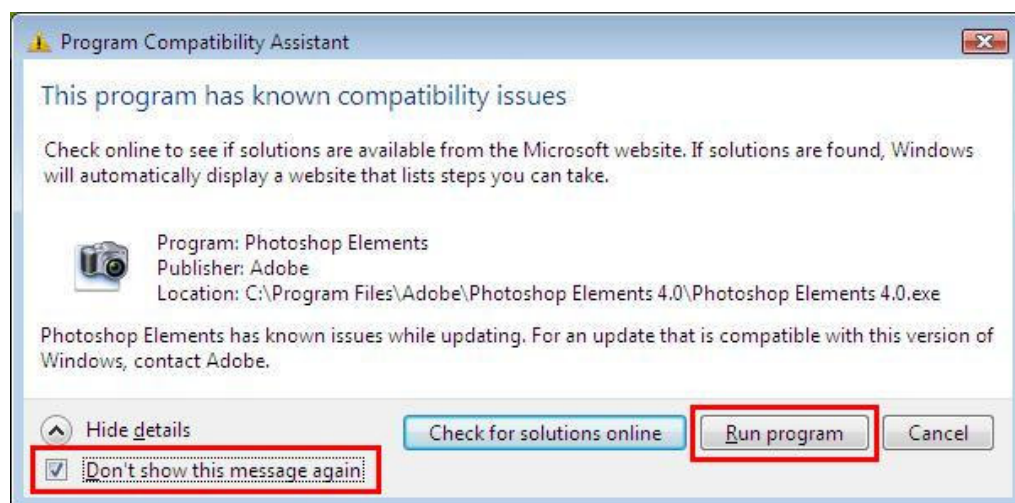 Program Compatibility Assistant
This program has known compatibility issues
Check online to see if solutions are available from the Microsoft website. If solutions are found, Windows
will automatically display a website that lists steps you can take.
Program: Photoshop Elements
Publisher: Adobe
Location: C:\Program Files\Adobe\Photoshop Elements 4.0\Photoshop Elements 4.0.exe
Photoshop Elements has known issues while updating. For an update that is compatible with this version of
Windows, contact Adobe.
Hide details
Check for solutions online
Run program
Cancel
Don't show this message again